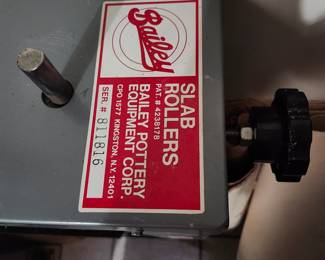 Bailey
SLAB
ROLLERS
PAT. # 4238178
BAILEY POTTERY
EQUIPMENT CORP.
CPO 1577 KINGSTON, N.Y. 12401
SER. # 811816